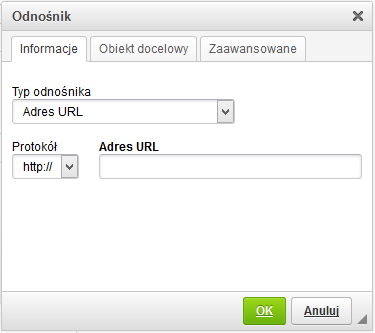 Odnośnik
Informacje Obiekt docelowy Zaawansowane
Typ odnośnika
Adres URL
Protokół Adres URL
http://
OK Anuluj